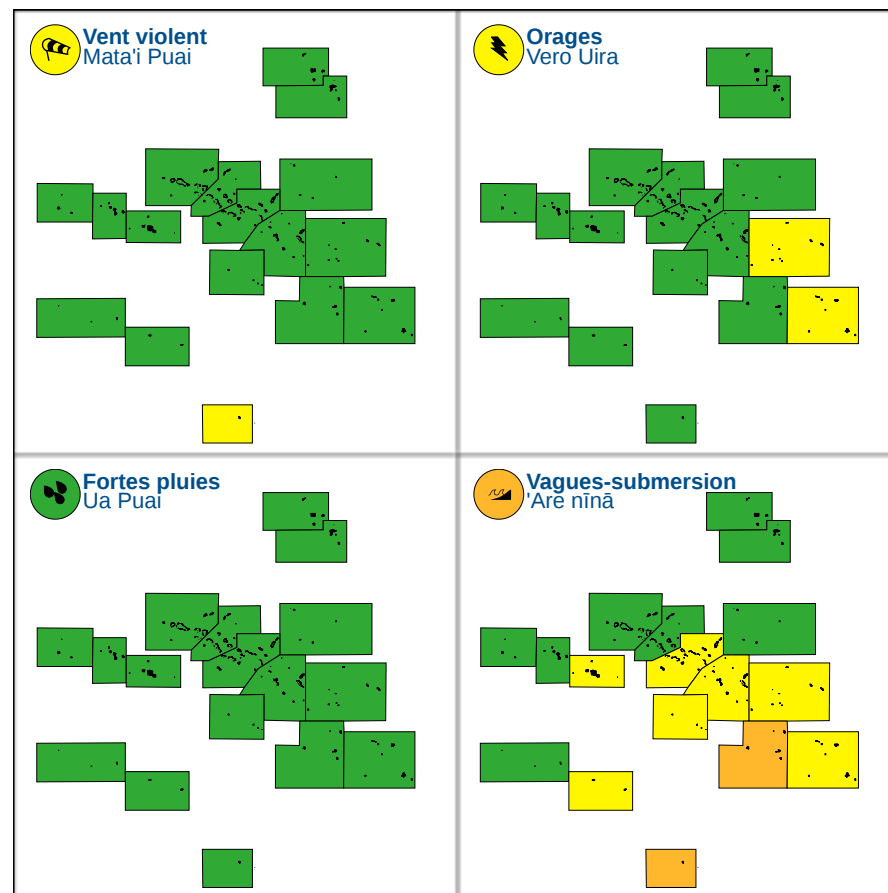 Vent violent
Mata'i Puai
Orages
Vero Uira
Fortes pluies
Ua Puai
Vagues-submersion
'Are nīnā